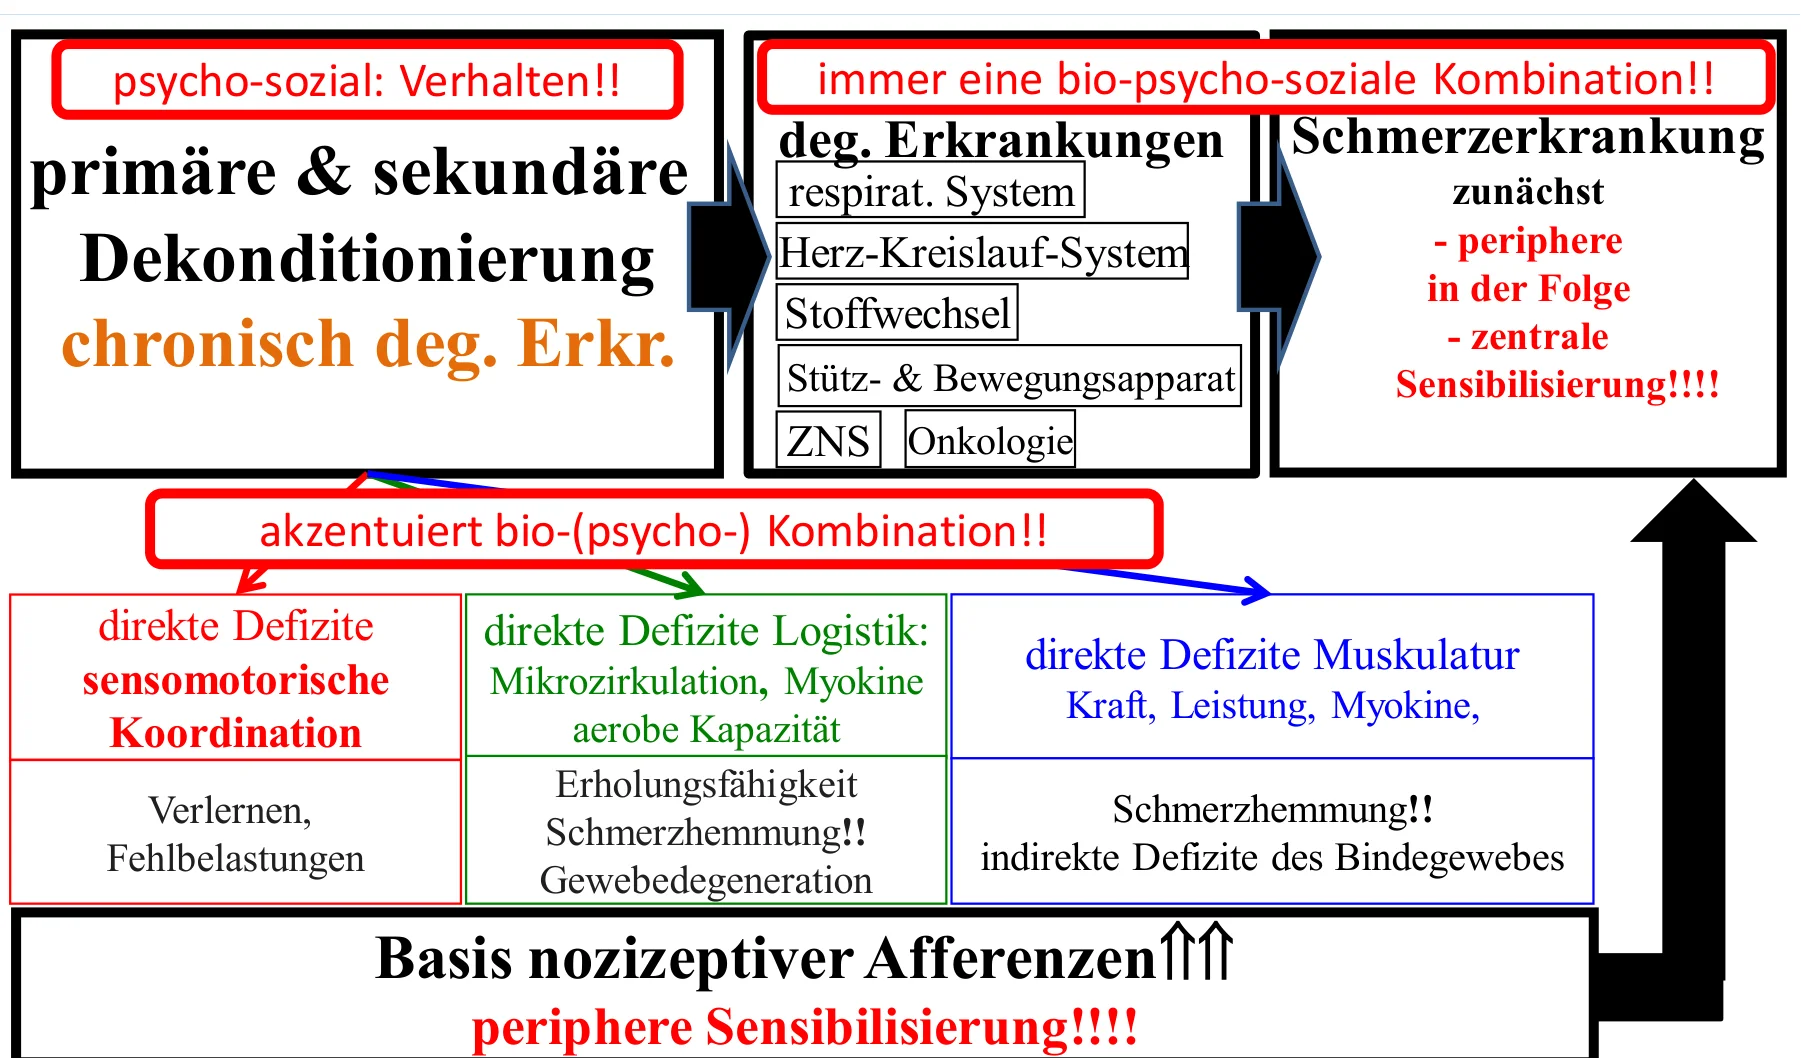 psycho-sozial: Verhalten!!
primäre & sekundäre
Dekonditionierung
chronisch deg. Erkr.
immer eine bio-psycho-soziale Kombination!!
deg. Erkrankungen
respirat. System
Herz-Kreislauf-System
Stoffwechsel
Stütz- & Bewegungsapparat
ZNS
Onkologie
Schmerzerkrankung
zunächst
- periphere
in der Folge
- zentrale
Sensibilisierung!!!!
akzentuiert bio-(psycho-) Kombination!!
direkte Defizite
sensomotorische
Koordination
Verlernen,
Fehlbelastungen
direkte Defizite Logistik:
Mikrozirkulation, Myokine
aerobe Kapazität
Erholungsfähigkeit
Schmerzhemmung!!
Gewebedegeneration
direkte Defizite Muskulatur
Kraft, Leistung, Myokine,
Schmerzhemmung!!
indirekte Defizite des Bindegewebes
Basis nozizeptiver Afferenzen⇑⇑
periphere Sensibilisierung!!!!